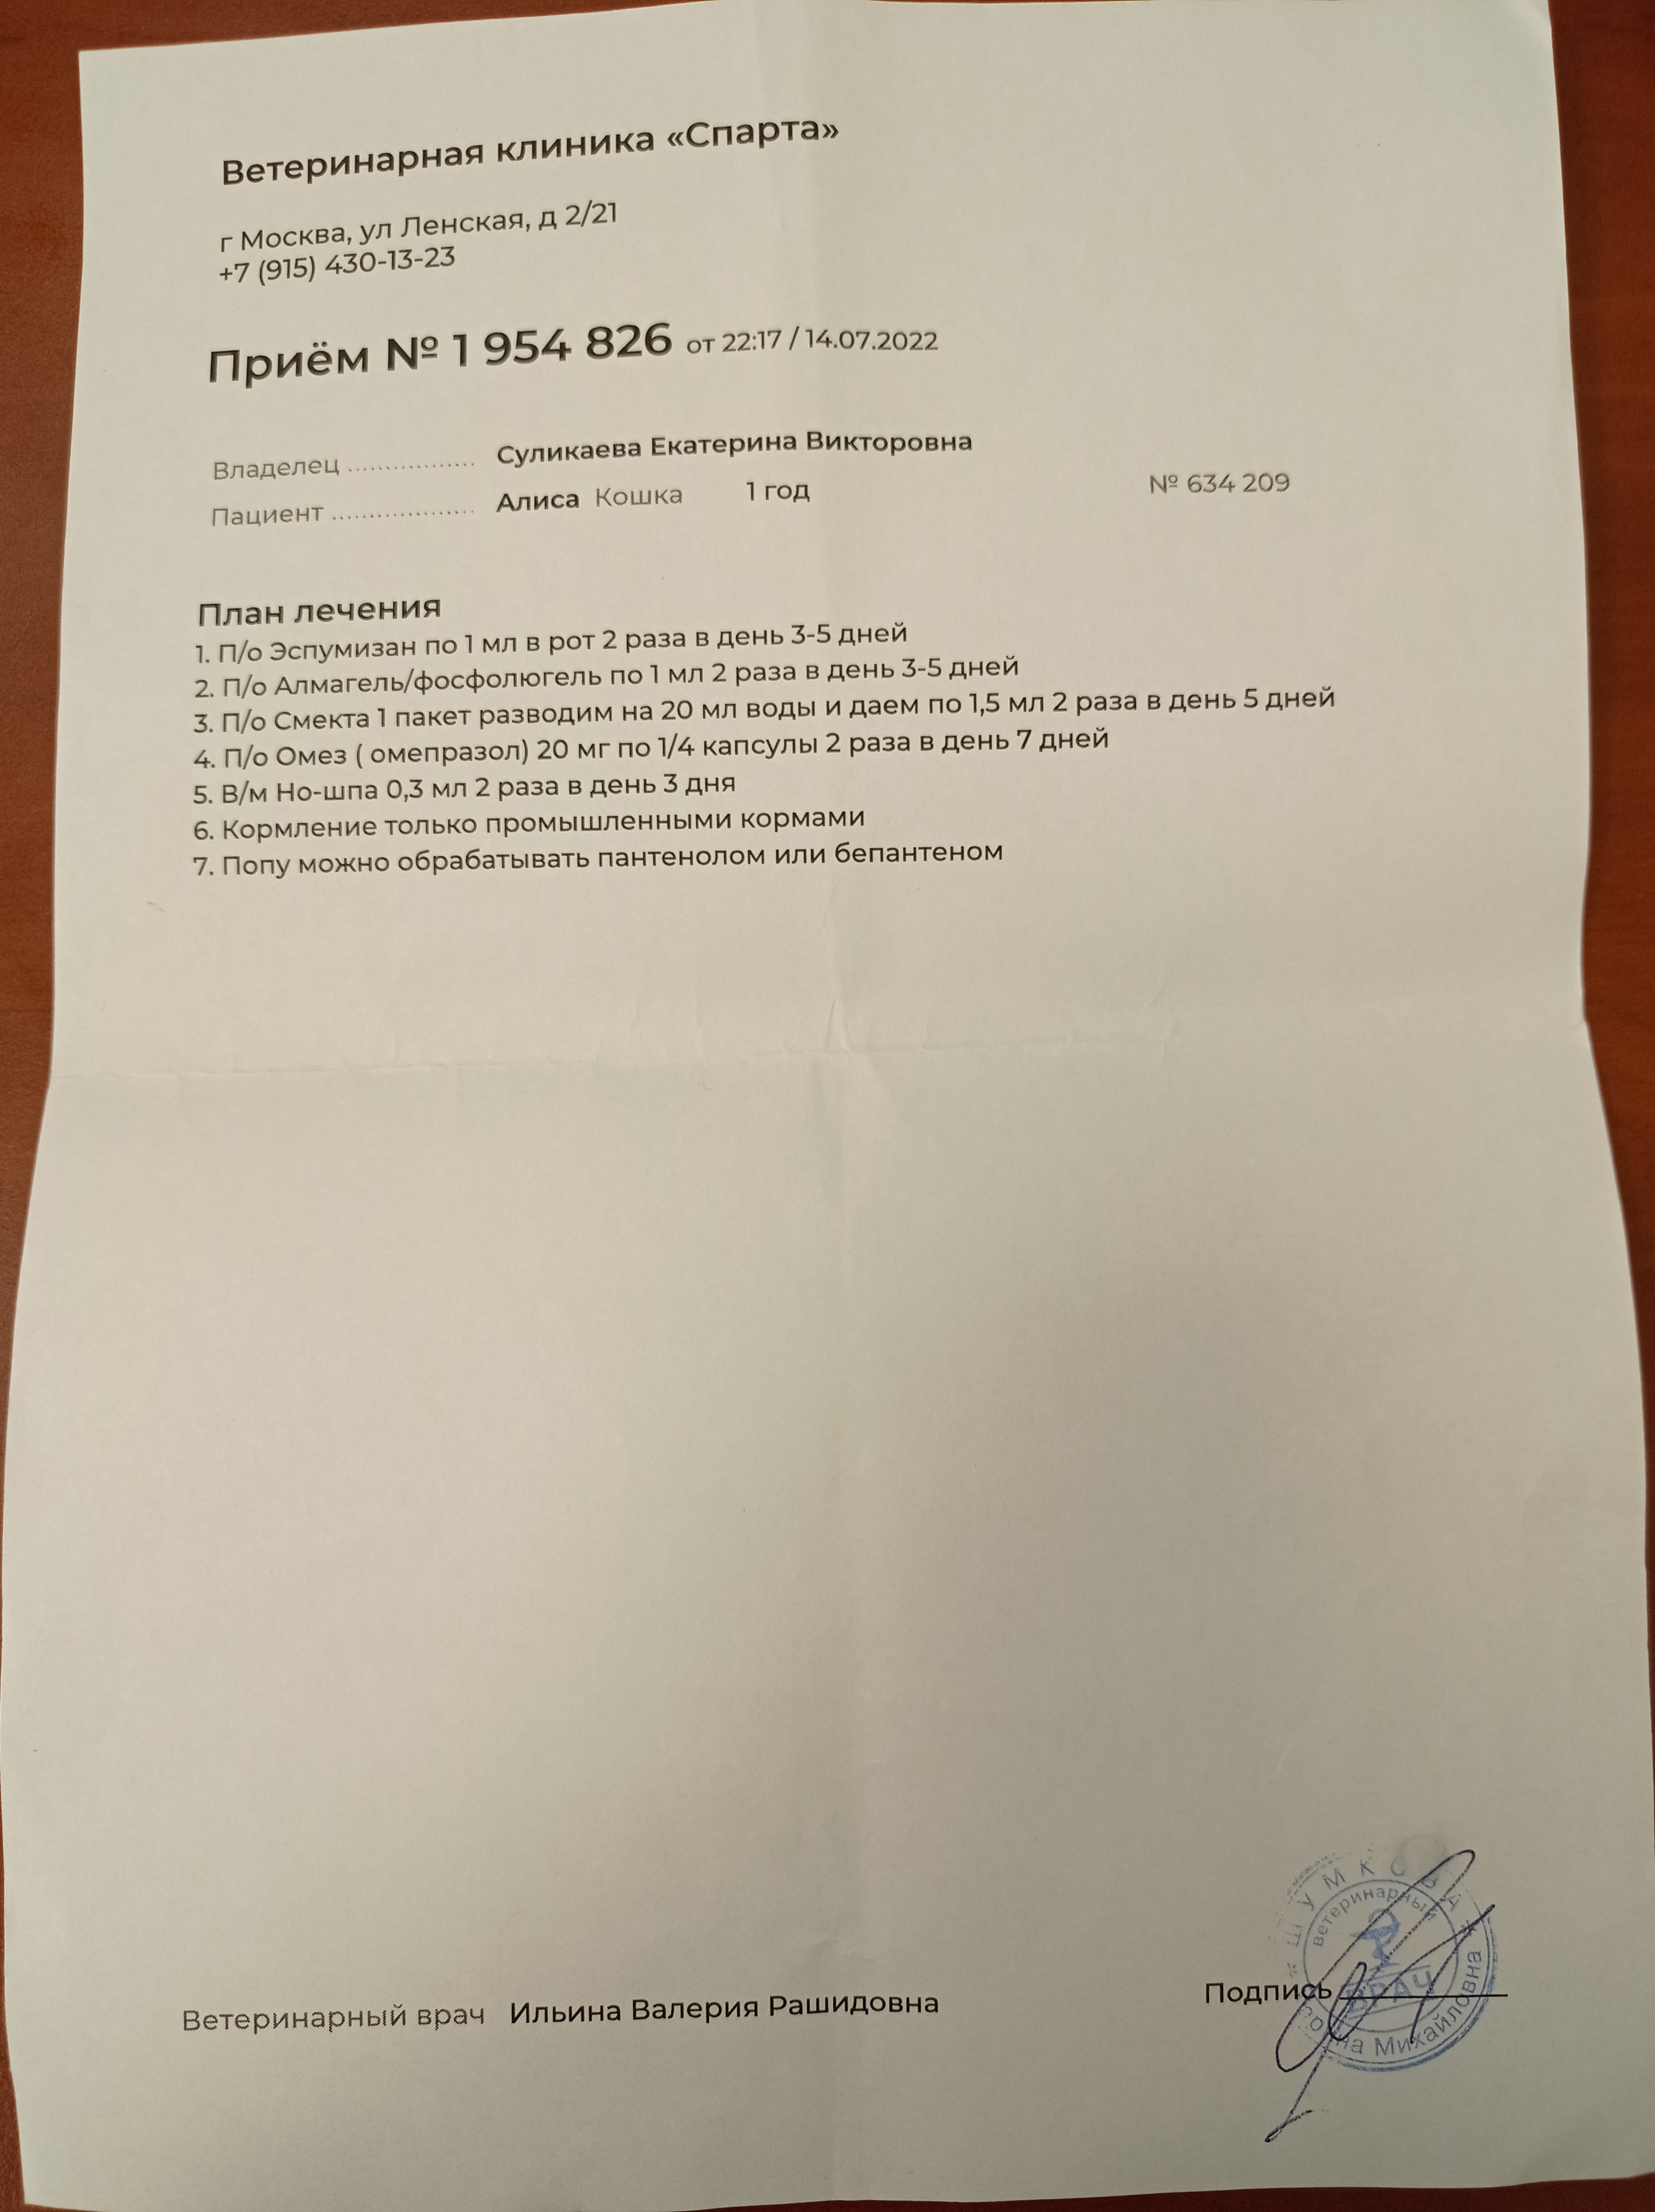 Ветеринарная клиника «Спарта»
г Москва, ул Ленская, д 2/21
+7 (915) 430-13-23
Приём № 1 954 826 от 22:17 / 14.07.2022
Владелец .................. Суликаева Екатерина Викторовна
Пациент .................... Алиса Кошка 1 год № 634 209
План лечения
1. П/о Эспумизан по 1 мл в рот 2 раза в день 3-5 дней
2. П/о Алмагель/фосфолюгель по 1 мл 2 раза в день 3-5 дней
3. П/о Смекта 1 пакет разводим на 20 мл воды и даем по 1,5 мл 2 раза в день 5 дней
4. П/о Омез ( омепразол) 20 мг по 1/4 капсулы 2 раза в день 7 дней
5. В/м Но-шпа 0,3 мл 2 раза в день 3 дня
6. Кормление только промышленными кормами
7. Попу можно обрабатывать пантенолом или бепантеном
Ветеринарный врач Ильина Валерия Рашидовна
Подпись
ШУМКОВА
ветеринарный
ВРАЧ
Михайловна